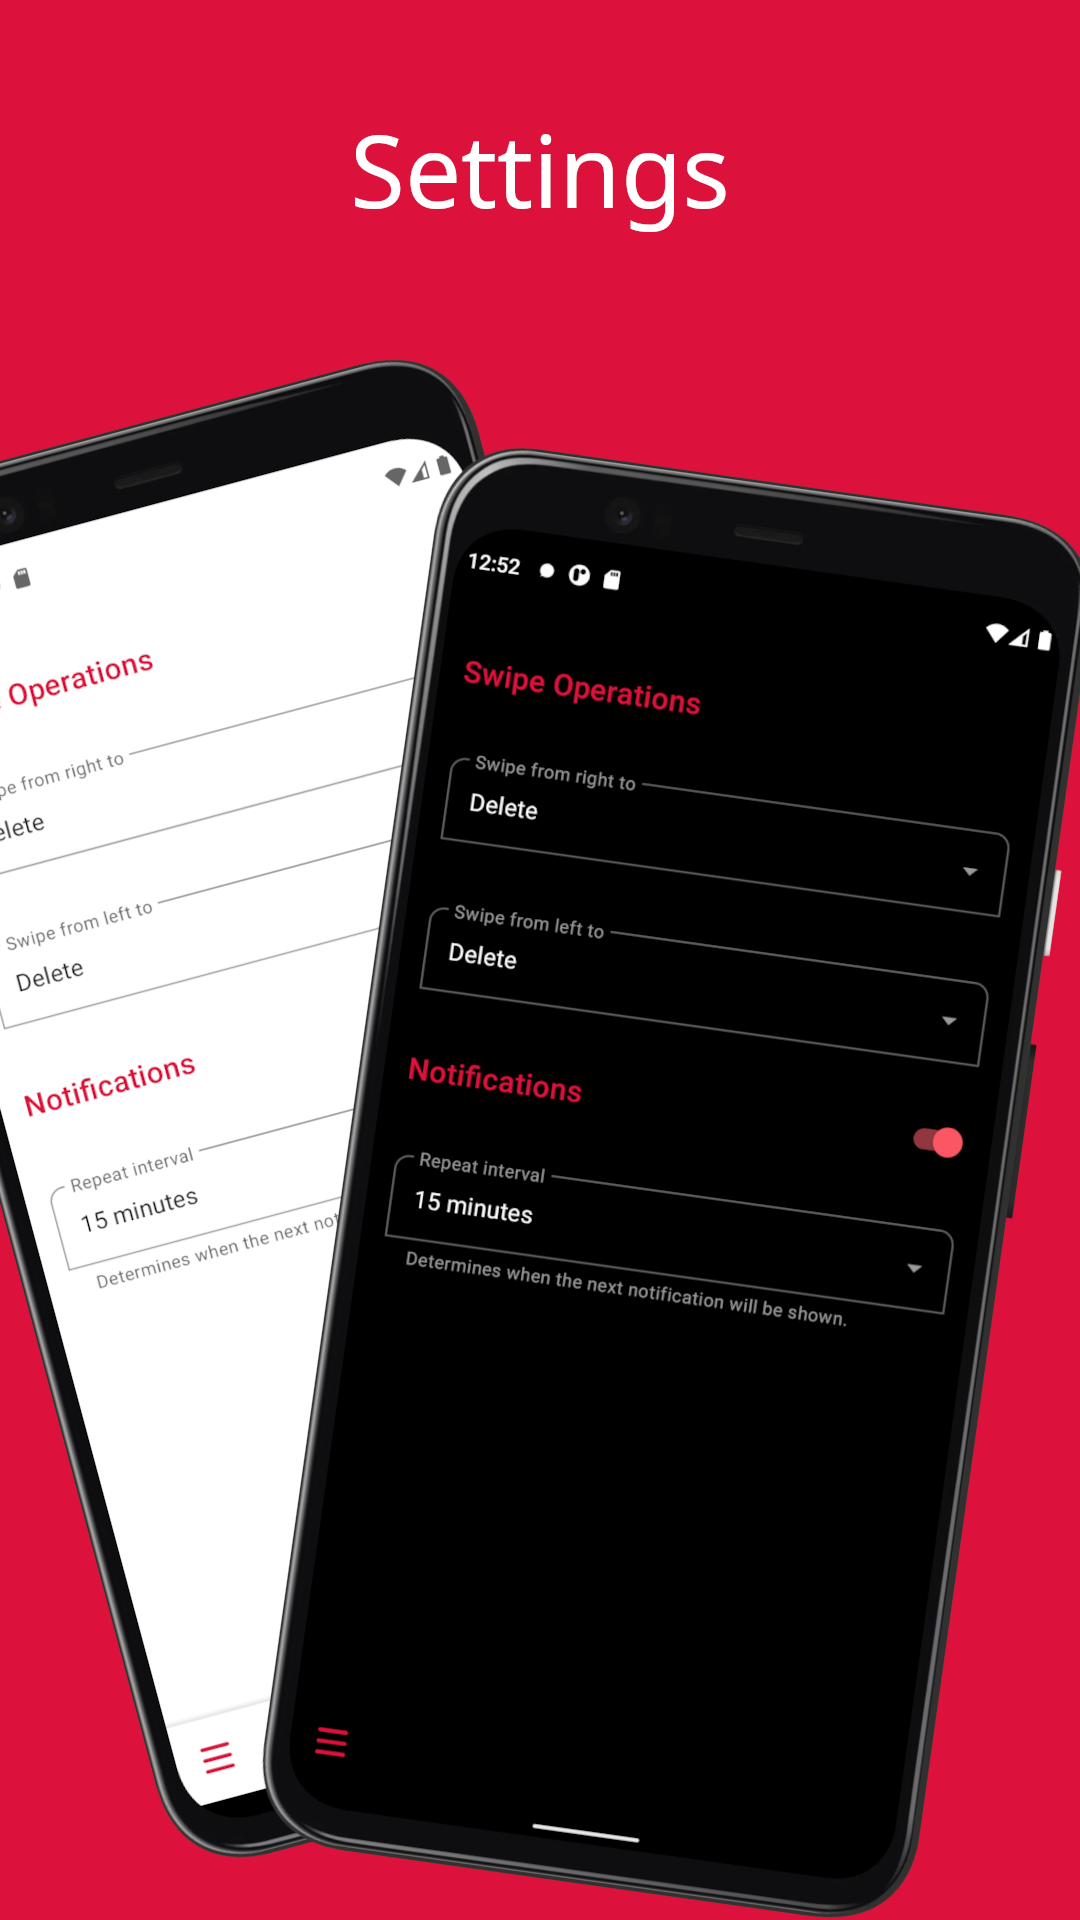 Settings
Operations
pe from right to
elete
Swipe from left to
Delete
Notifications
Repeat interval
15 minutes
Determines when the next not
12:52
Swipe Operations
Swipe from right to
Delete
Swipe from left to
Delete
Notifications
Repeat interval
15 minutes
Determines when the next notification will be shown.